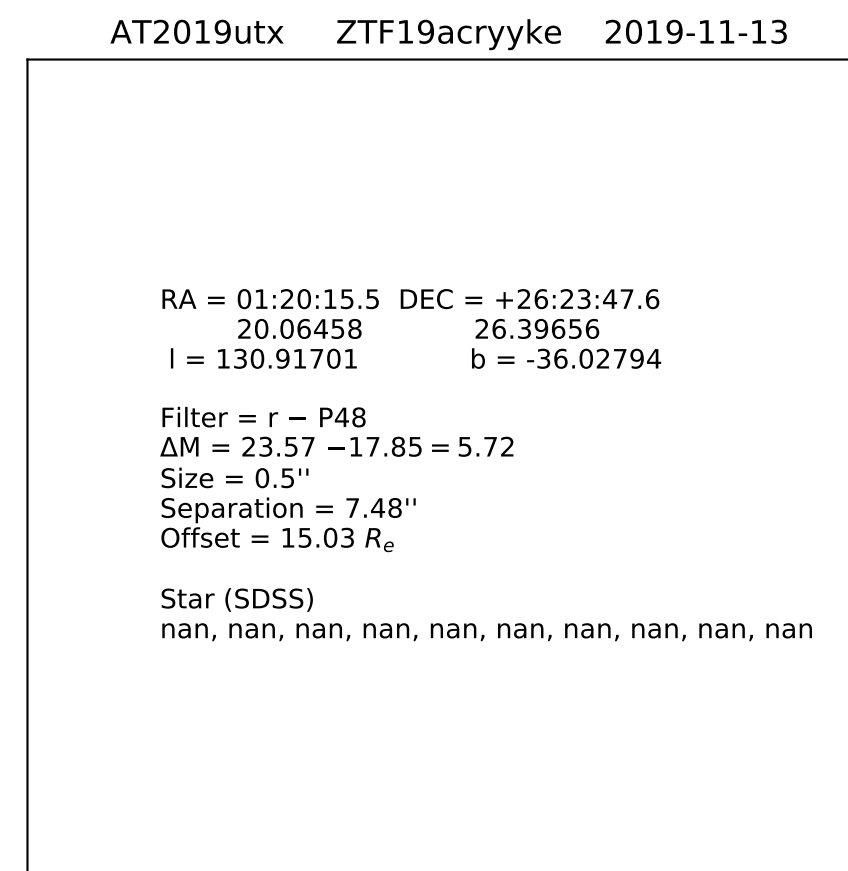 AT2019utx ZTF19acryyke 2019-11-13
RA = 01:20:15.5 DEC = +26:23:47.6
20.06458 26.39656
l = 130.91701 b = -36.02794
Filter = r − P48
ΔM = 23.57 −17.85 = 5.72
Size = 0.5''
Separation = 7.48''
Offset = 15.03 Re
Star (SDSS)
nan, nan, nan, nan, nan, nan, nan, nan, nan, nan